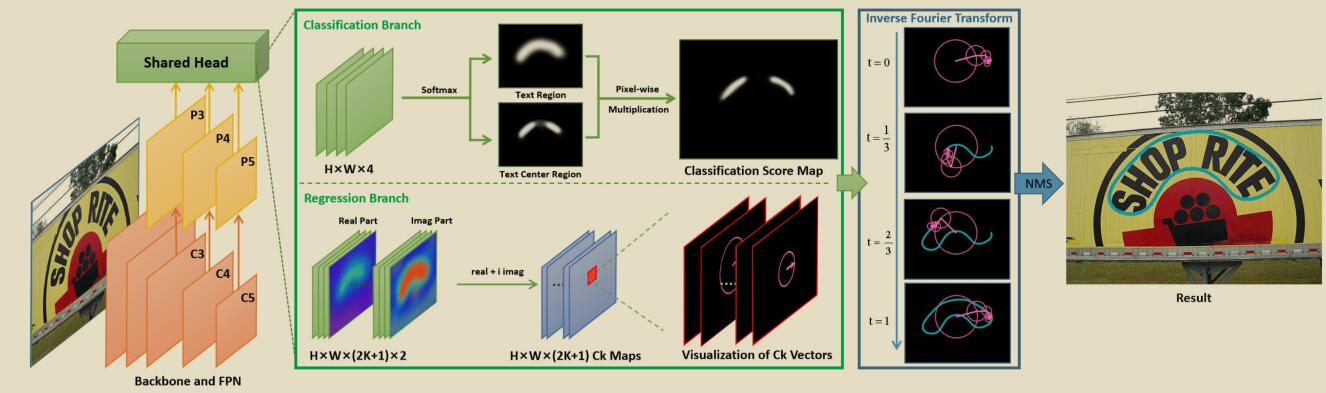 Shared Head
P3
P4
P5
C3
C4
C5
SHOP RITE
Backbone and FPN
Classification Branch
H×W×4
Softmax
Text Region
Text Center Region
Pixel-wise
Multiplication
Classification Score Map
Regression Branch
Real Part
Imag Part
H×W×(2K+1)×2
real + i imag
H×W×(2K+1) Ck Maps
Visualization of Ck Vectors
Inverse Fourier Transform
t=0
t=1/3
t=2/3
t=1
NMS
SHOP RITE
Result